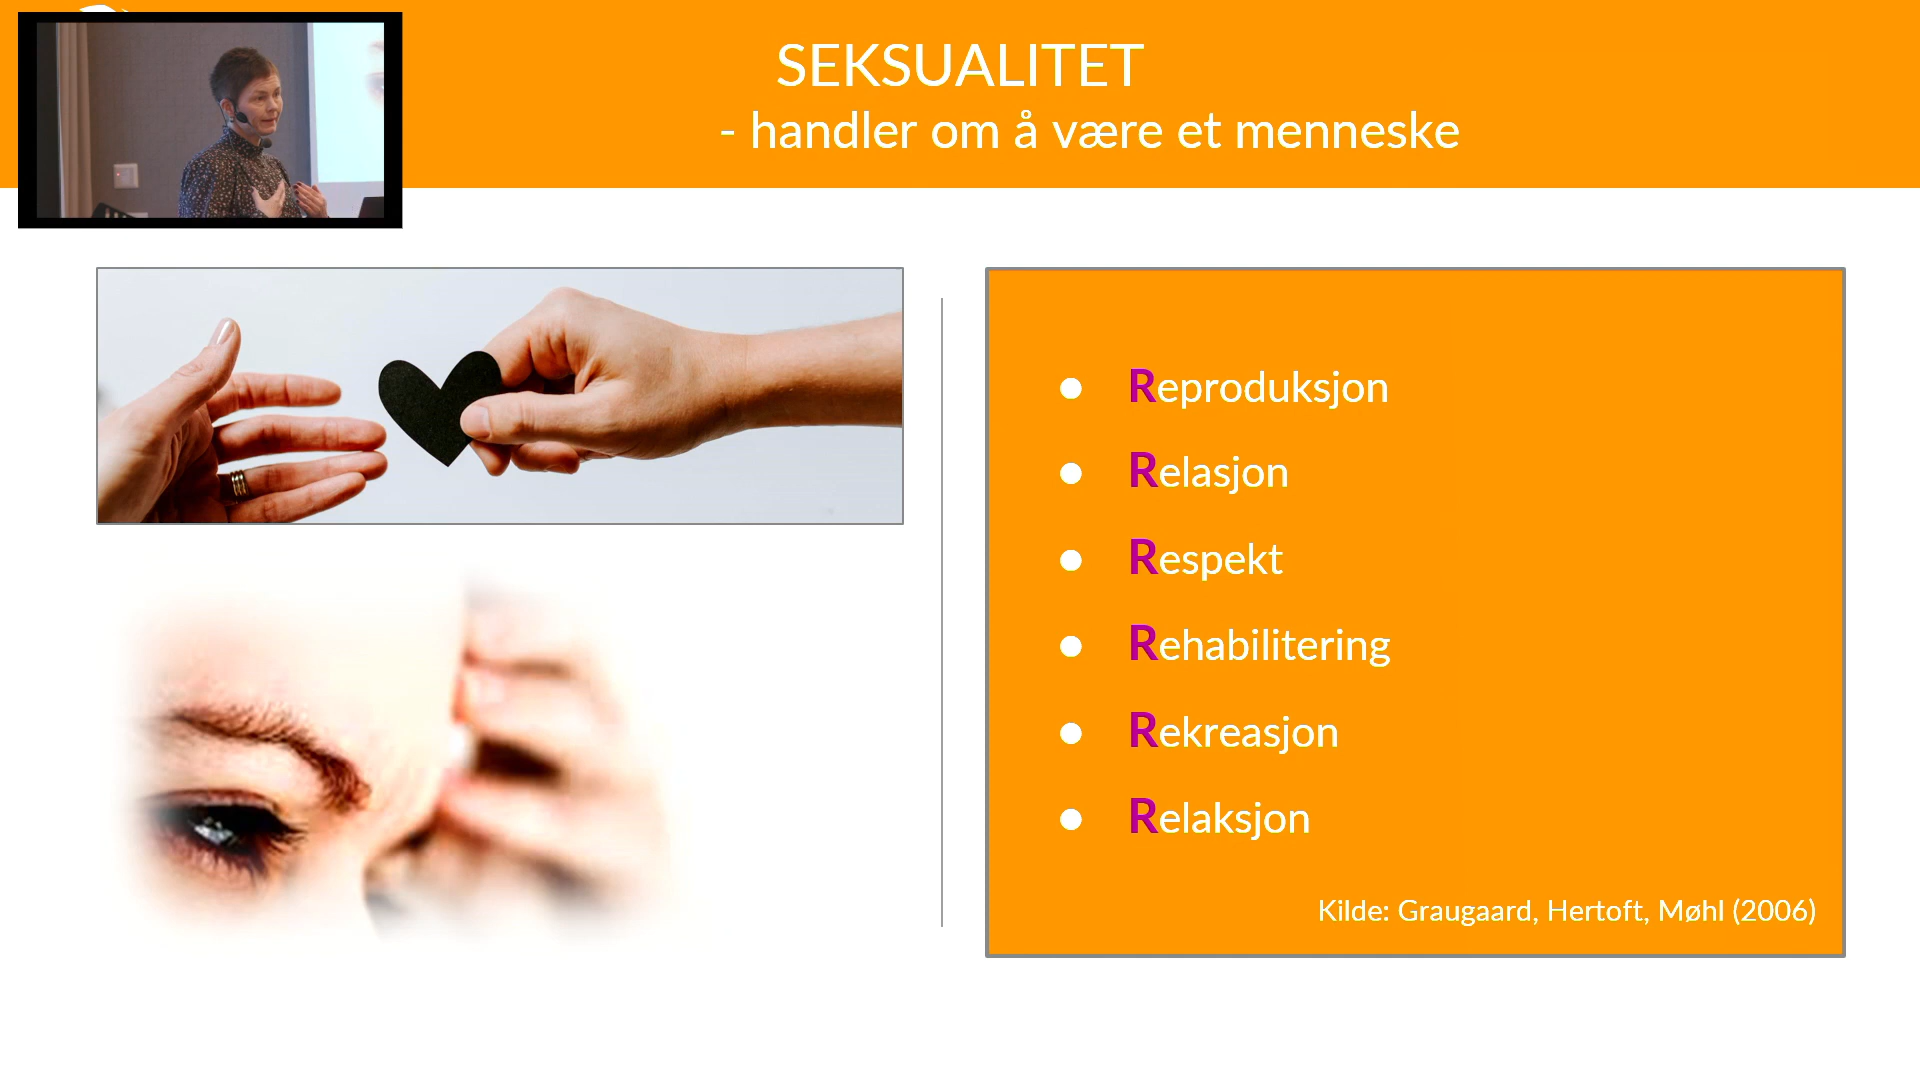 SEKSUALITET
- handler om å være et menneske
● Reproduksjon
● Relasjon
● Respekt
● Rehabilitering
● Rekreasjon
● Relaksjon
Kilde: Graugaard, Hertoft, Møhl (2006)